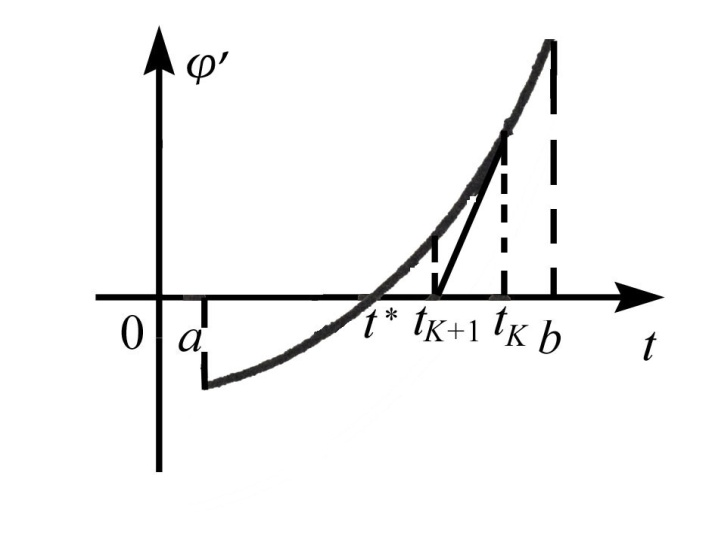 φ′
0 a t* t_{K+1} t_K b t